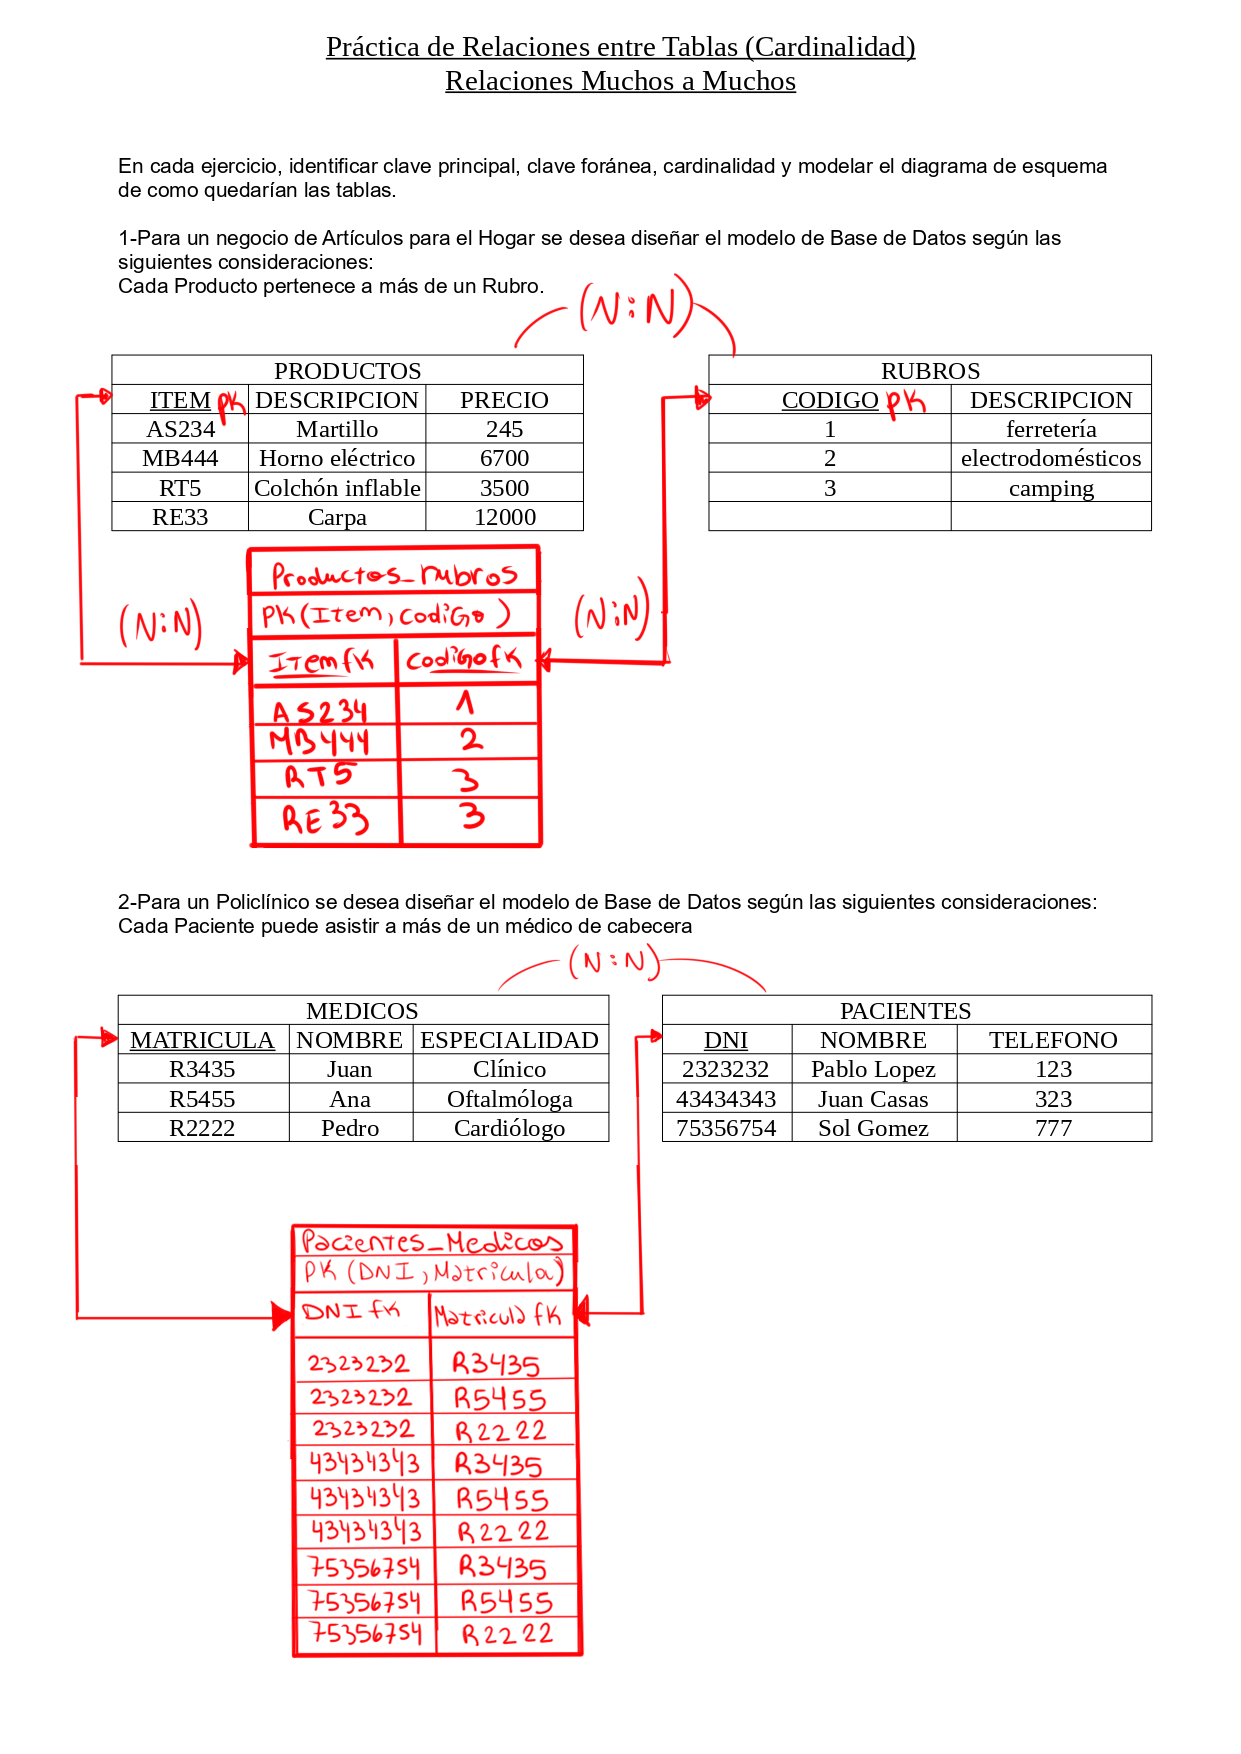 Práctica de Relaciones entre Tablas (Cardinalidad)
Relaciones Muchos a Muchos
En cada ejercicio, identificar clave principal, clave foránea, cardinalidad y modelar el diagrama de esquema
de como quedarían las tablas.
1-Para un negocio de Artículos para el Hogar se desea diseñar el modelo de Base de Datos según las
siguientes consideraciones:
Cada Producto pertenece a más de un Rubro.
(N:N)
PRODUCTOS
ITEM PK DESCRIPCION PRECIO
AS234 Martillo 245
MB444 Horno eléctrico 6700
RT5 Colchón inflable 3500
RE33 Carpa 12000
RUBROS
CODIGO PK DESCRIPCION
1 ferretería
2 electrodomésticos
3 camping
(N:N)
(N:N)
Productos_rubros
PK (Item, codiGo)
ITem fK codiGo fK
AS234 1
MB444 2
RT5 3
RE33 3
2-Para un Policlínico se desea diseñar el modelo de Base de Datos según las siguientes consideraciones:
Cada Paciente puede asistir a más de un médico de cabecera
(N:N)
MEDICOS
MATRICULA NOMBRE ESPECIALIDAD
R3435 Juan Clínico
R5455 Ana Oftalmóloga
R2222 Pedro Cardiólogo
PACIENTES
DNI NOMBRE TELEFONO
2323232 Pablo Lopez 123
43434343 Juan Casas 323
75356754 Sol Gomez 777
Pacientes_Medicos
PK (DNI, Matricula)
DNI fK Matricula fK
2323232 R3435
2323232 R5455
2323232 R2222
43434343 R3435
43434343 R5455
43434343 R2222
75356754 R3435
75356754 R5455
75356754 R2222